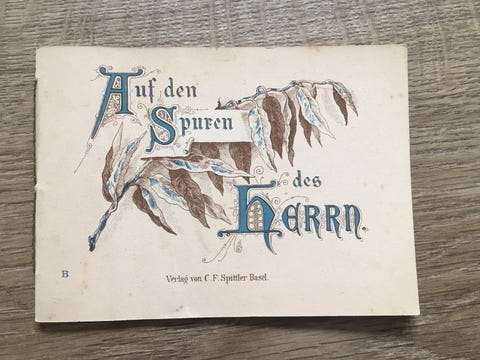 Auf den
Spuren
des
Herrn.
B
Verlag von C. F. Spittler Basel.